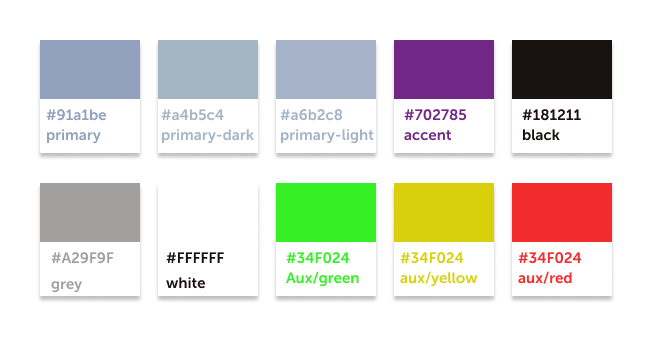 #91a1be
primary
#a4b5c4
primary-dark
#a6b2c8
primary-light
#702785
accent
#181211
black
#A29F9F
grey
#FFFFFF
white
#34F024
Aux/green
#34F024
aux/yellow
#34F024
aux/red